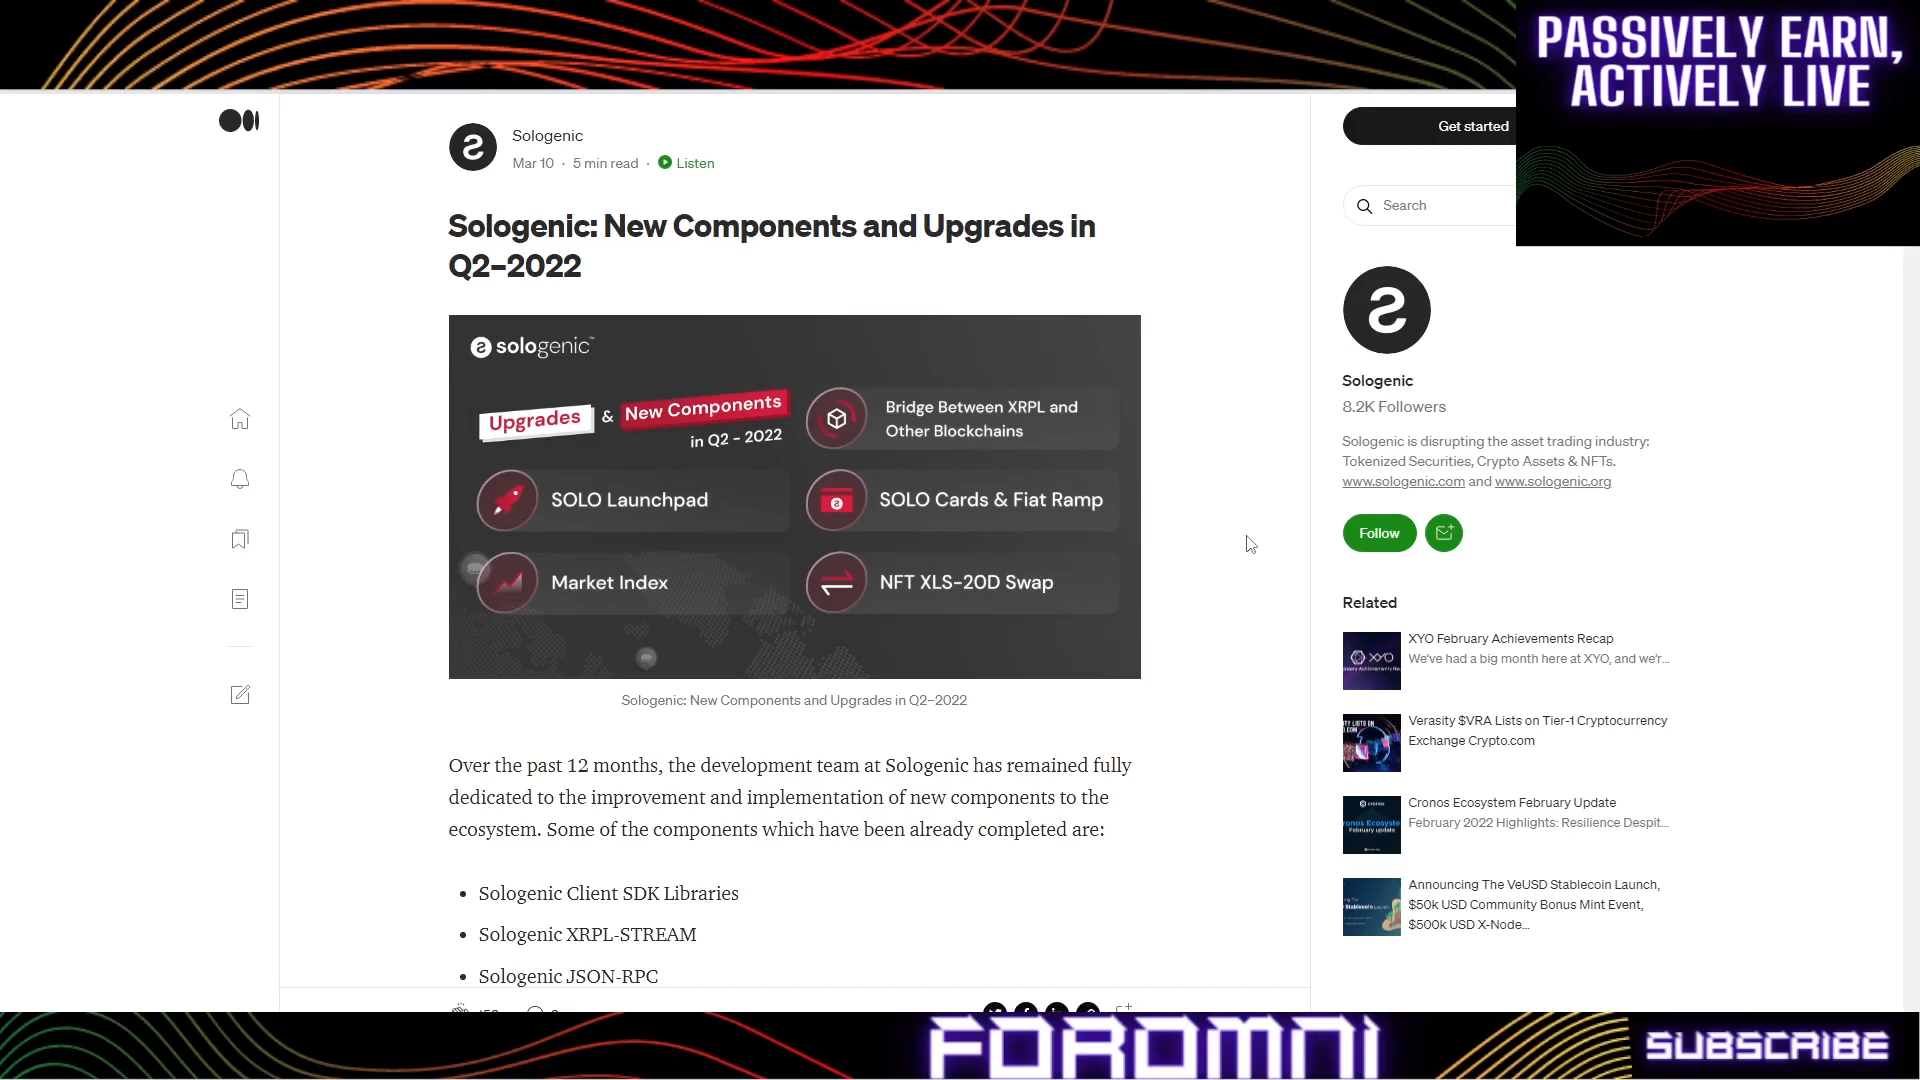 PASSIVELY EARN,
ACTIVELY LIVE
Sologenic
Mar 10 · 5 min read · Listen
Sologenic: New Components and Upgrades in
Q2–2022
sologenic™
Upgrades & New Components
in Q2 - 2022
Bridge Between XRPL and
Other Blockchains
SOLO Launchpad
SOLO Cards & Fiat Ramp
Market Index
NFT XLS-20D Swap
Sologenic: New Components and Upgrades in Q2–2022
Over the past 12 months, the development team at Sologenic has remained fully
dedicated to the improvement and implementation of new components to the
ecosystem. Some of the components which have been already completed are:
• Sologenic Client SDK Libraries
• Sologenic XRPL-STREAM
• Sologenic JSON-RPC
Get started
Search
Sologenic
8.2K Followers
Sologenic is disrupting the asset trading industry:
Tokenized Securities, Crypto Assets & NFTs.
www.sologenic.com and www.sologenic.org
Follow
Related
XYO
XYO February Achievements Recap
We've had a big month here at XYO, and we'r...
Verasity $VRA Lists on Tier-1 Cryptocurrency
Exchange Crypto.com
cronos
February update
Cronos Ecosystem February Update
February 2022 Highlights: Resilience Despit...
Announcing The VeUSD Stablecoin Launch,
$50k USD Community Bonus Mint Event,
$500k USD X-Node...
FOROMNI
SUBSCRIBE